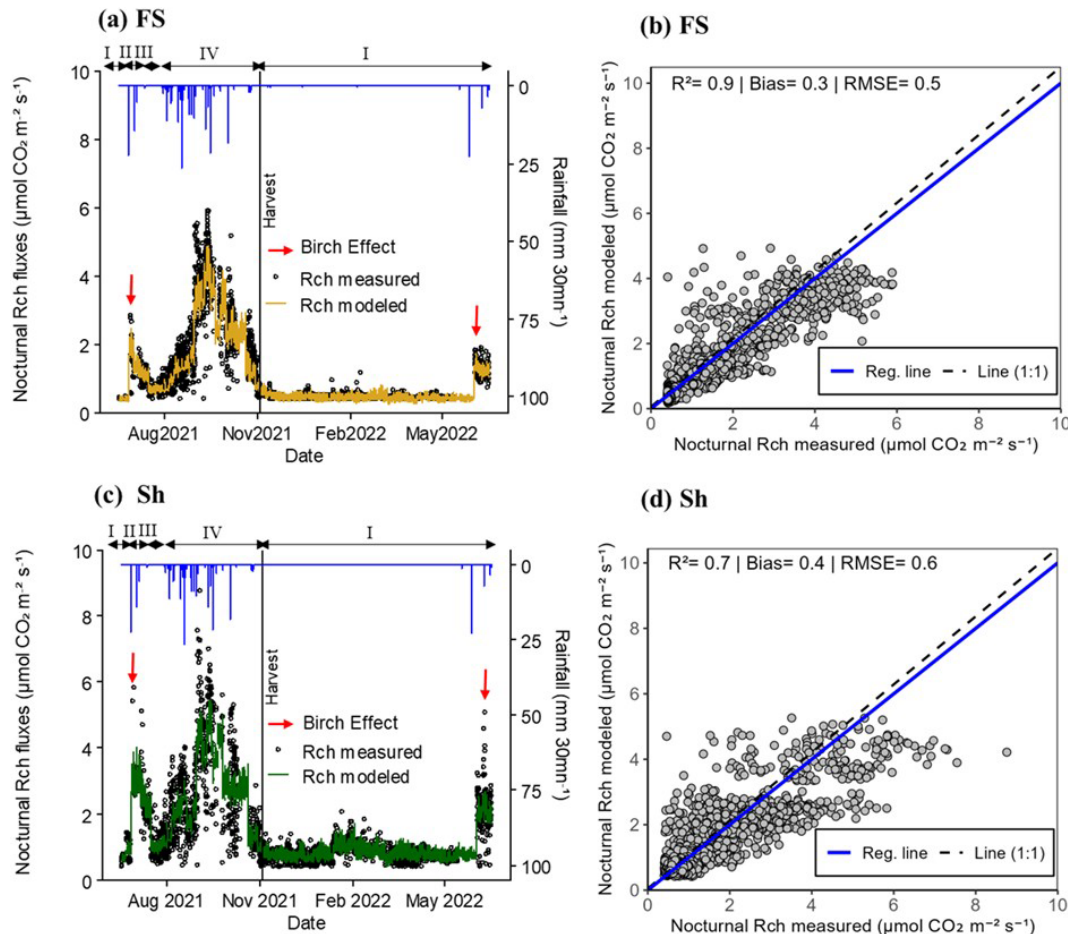 (a) FS
I II III IV I
Nocturnal Rch fluxes (µmol CO₂ m⁻² s⁻¹)
10
8
6
4
2
0
0
25
50
75
100
Rainfall (mm 30mn⁻¹)
Harvest
Birch Effect
Rch measured
Rch modeled
Aug2021 Nov2021 Feb2022 May2022
Date
(b) FS
R²= 0.9 | Bias= 0.3 | RMSE= 0.5
Nocturnal Rch modeled (µmol CO₂ m⁻² s⁻¹)
10
8
6
4
2
0
Reg. line Line (1:1)
0 2 4 6 8 10
Nocturnal Rch measured (µmol CO₂ m⁻² s⁻¹)
(c) Sh
I II III IV I
Nocturnal Rch fluxes (µmol CO₂ m⁻² s⁻¹)
10
8
6
4
2
0
0
25
50
75
100
Rainfall (mm 30mn⁻¹)
Harvest
Birch Effect
Rch measured
Rch modeled
Aug2021 Nov2021 Feb2022 May2022
Date
(d) Sh
R²= 0.7 | Bias= 0.4 | RMSE= 0.6
Nocturnal Rch modeled (µmol CO₂ m⁻² s⁻¹)
10
8
6
4
2
0
Reg. line Line (1:1)
0 2 4 6 8 10
Nocturnal Rch measured (µmol CO₂ m⁻² s⁻¹)